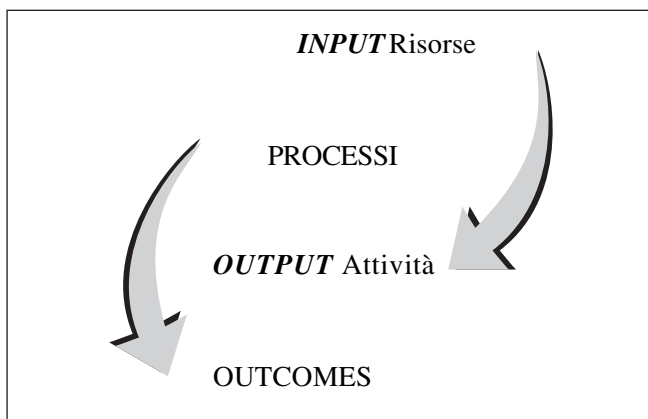 INPUT Risorse
PROCESSI
OUTPUT Attività
OUTCOMES